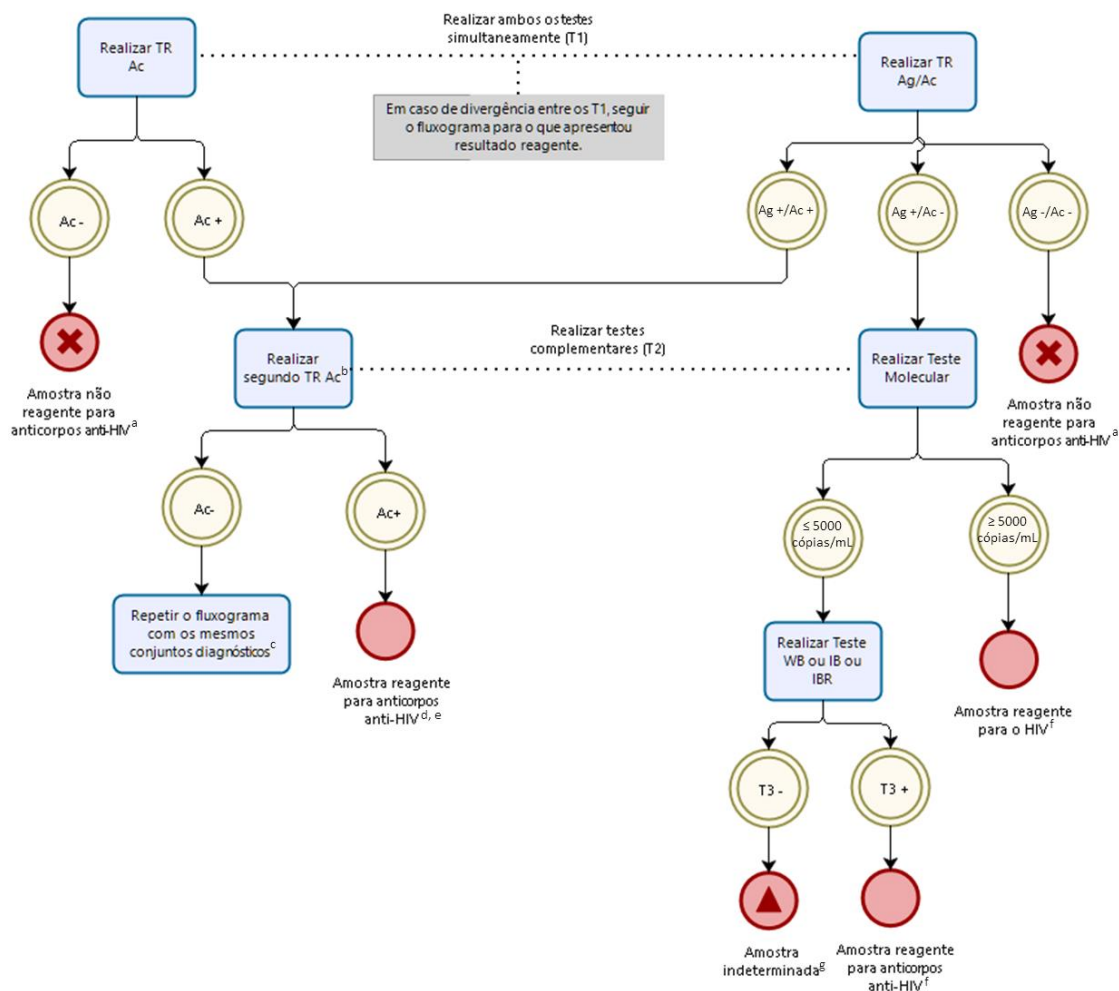 Realizar ambos os testes
simultaneamente (T1)
Realizar TR
Ac
Realizar TR
Ag/Ac
Em caso de divergência entre os T1, seguir
o fluxograma para o que apresentou
resultado reagente.
Ac -
Ac +
Ag +/Ac +
Ag +/Ac -
Ag -/Ac -
Realizar testes
complementares (T2)
Realizar
segundo TR Ac b
Realizar Teste
Molecular
Amostra não
reagente para
anticorpos anti-HIV a
Amostra não
reagente para
anticorpos anti-HIV a
Ac-
Ac+
≤ 5000
cópias/mL
≥ 5000
cópias/mL
Repetir o fluxograma
com os mesmos
conjuntos diagnósticos c
Realizar Teste
WB ou IB ou
IBR
Amostra reagente
para anticorpos
anti-HIV d, e
Amostra reagente
para o HIV f
T3 -
T3 +
Amostra
indeterminada g
Amostra reagente
para anticorpos
anti-HIV f